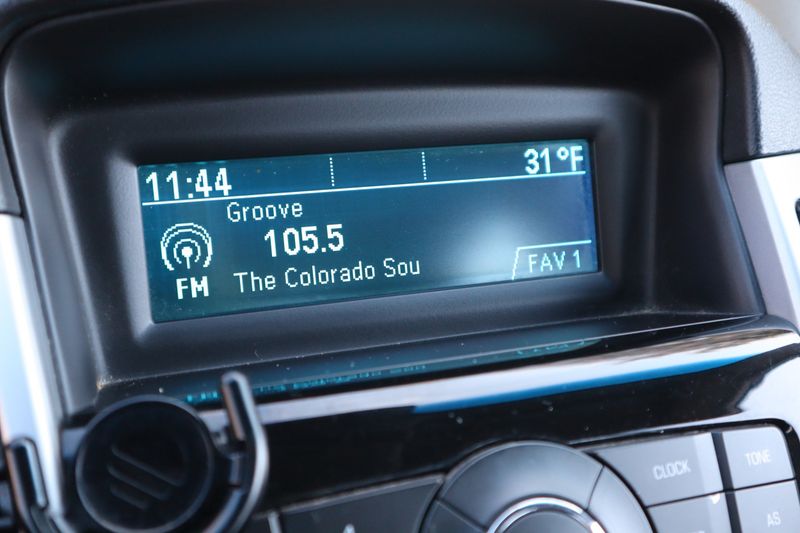 11:44 31°F
Groove
105.5
FM The Colorado Sou FAV 1
CLOCK TONE
AS